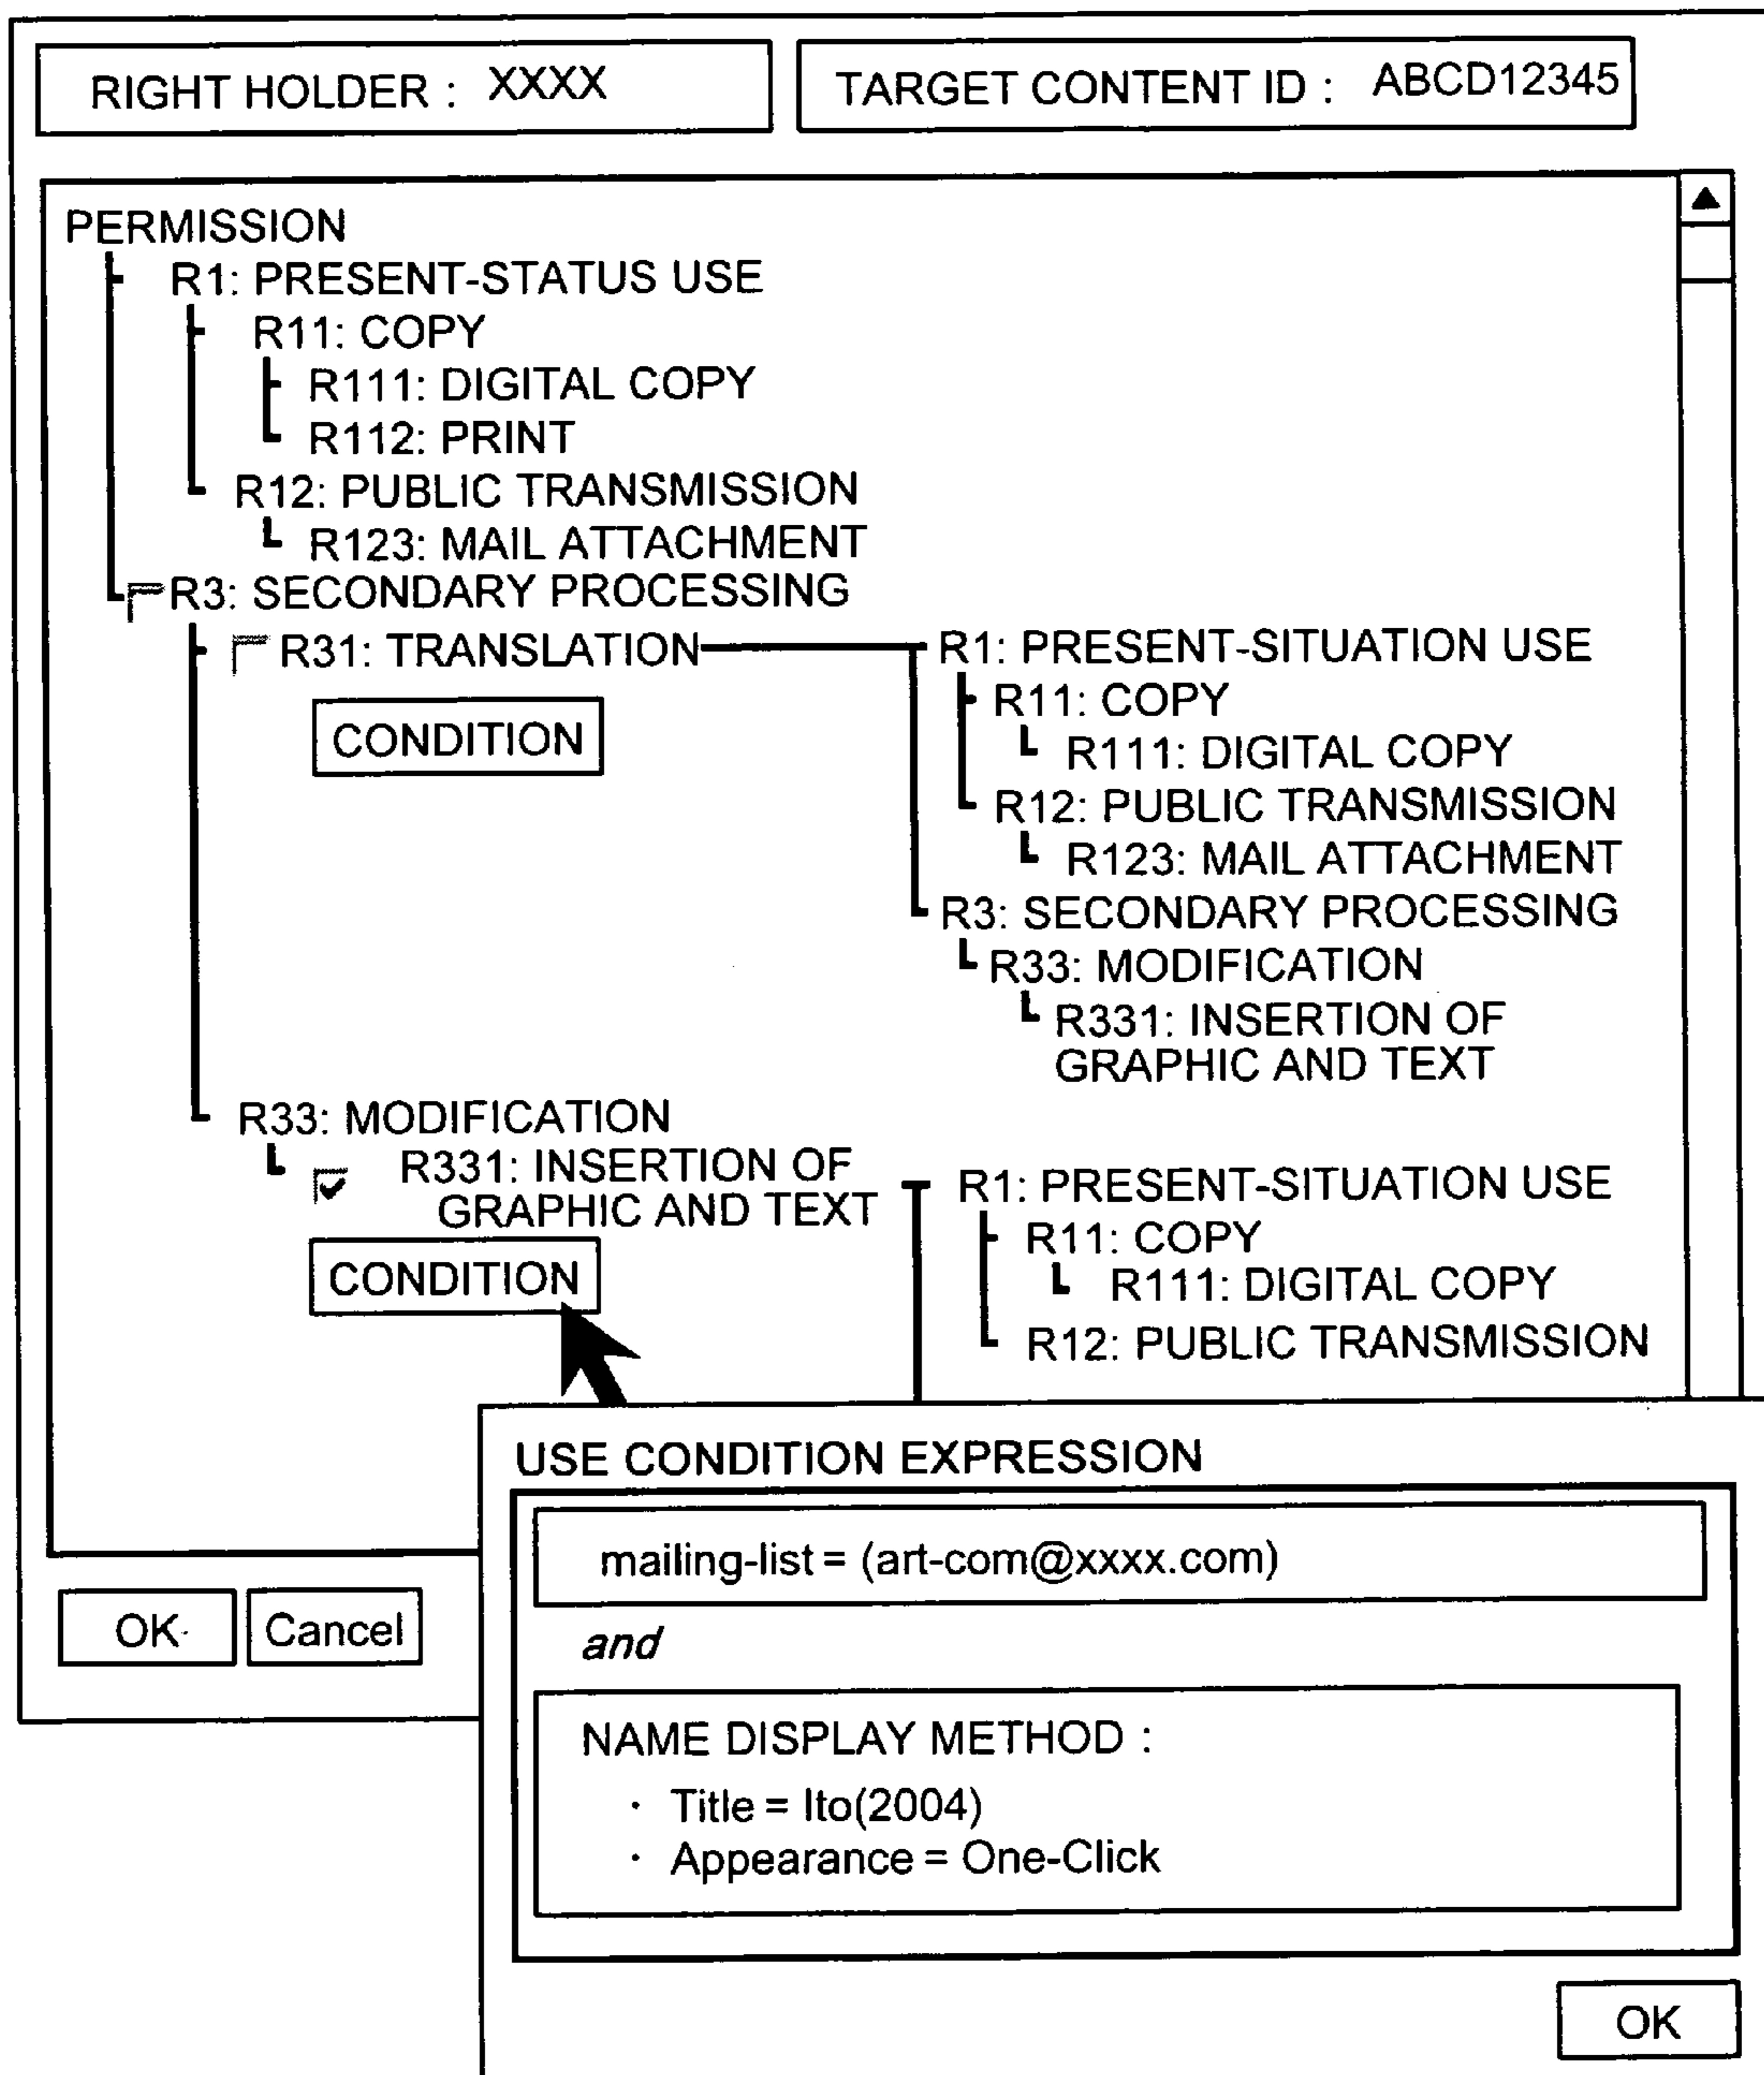 RIGHT HOLDER : XXXX
TARGET CONTENT ID : ABCD12345
PERMISSION
R1: PRESENT-STATUS USE
R11: COPY
R111: DIGITAL COPY
R112: PRINT
R12: PUBLIC TRANSMISSION
R123: MAIL ATTACHMENT
R3: SECONDARY PROCESSING
R31: TRANSLATION
CONDITION
R1: PRESENT-SITUATION USE
R11: COPY
R111: DIGITAL COPY
R12: PUBLIC TRANSMISSION
R123: MAIL ATTACHMENT
R3: SECONDARY PROCESSING
R33: MODIFICATION
R331: INSERTION OF
GRAPHIC AND TEXT
R33: MODIFICATION
R331: INSERTION OF
GRAPHIC AND TEXT
CONDITION
R1: PRESENT-SITUATION USE
R11: COPY
R111: DIGITAL COPY
R12: PUBLIC TRANSMISSION
USE CONDITION EXPRESSION
mailing-list = (art-com@xxxx.com)
and
NAME DISPLAY METHOD :
· Title = Ito(2004)
· Appearance = One-Click
OK
OK
Cancel